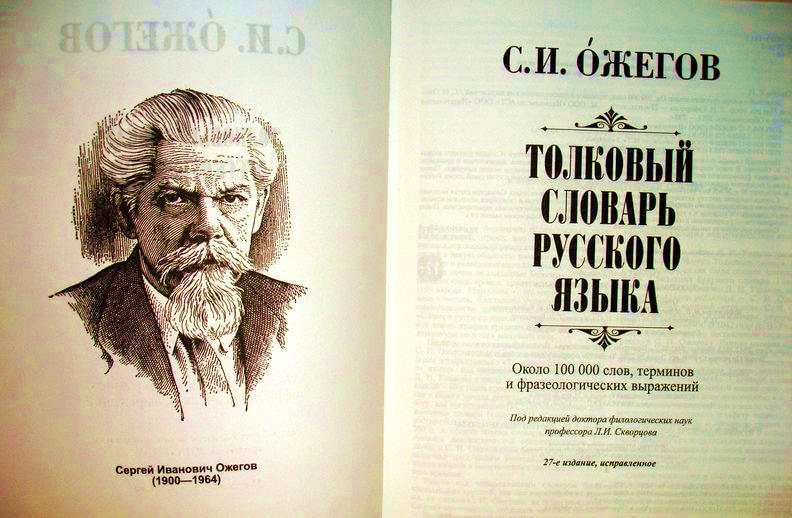 С.И. О́ЖЕГОВ
Сергей Иванович Ожегов
(1900—1964)
С.И. О́ЖЕГОВ
ТОЛКОВЫЙ
СЛОВАРЬ
РУССКОГО
ЯЗЫКА
Около 100 000 слов, терминов
и фразеологических выражений
Под редакцией доктора филологических наук
профессора Л.И. Скворцова
27-е издание, исправленное